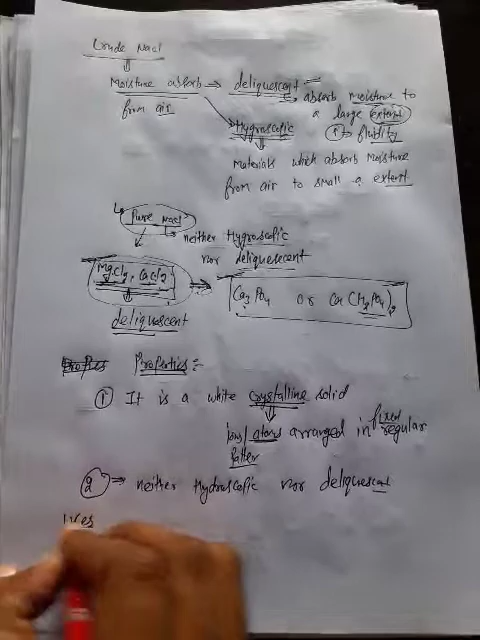 Crude NaCl
Moisture absorb → deliquescent
from air
absorb moisture to
a large extent
(↑) fluidity
Hygroscopic
Materials which absorb moisture
from air to small a extent
Pure NaCl
neither Hygroscopic
nor deliquescent
MgCl2, CaCl2
deliquescent
Ca3PO4 or Ca(H2PO4)2
Properties :-
① It is a white crystalline solid
ions/atoms arranged in fixed regular
patter
② ⇒ neither Hydroscopic nor deliquescent
Uses